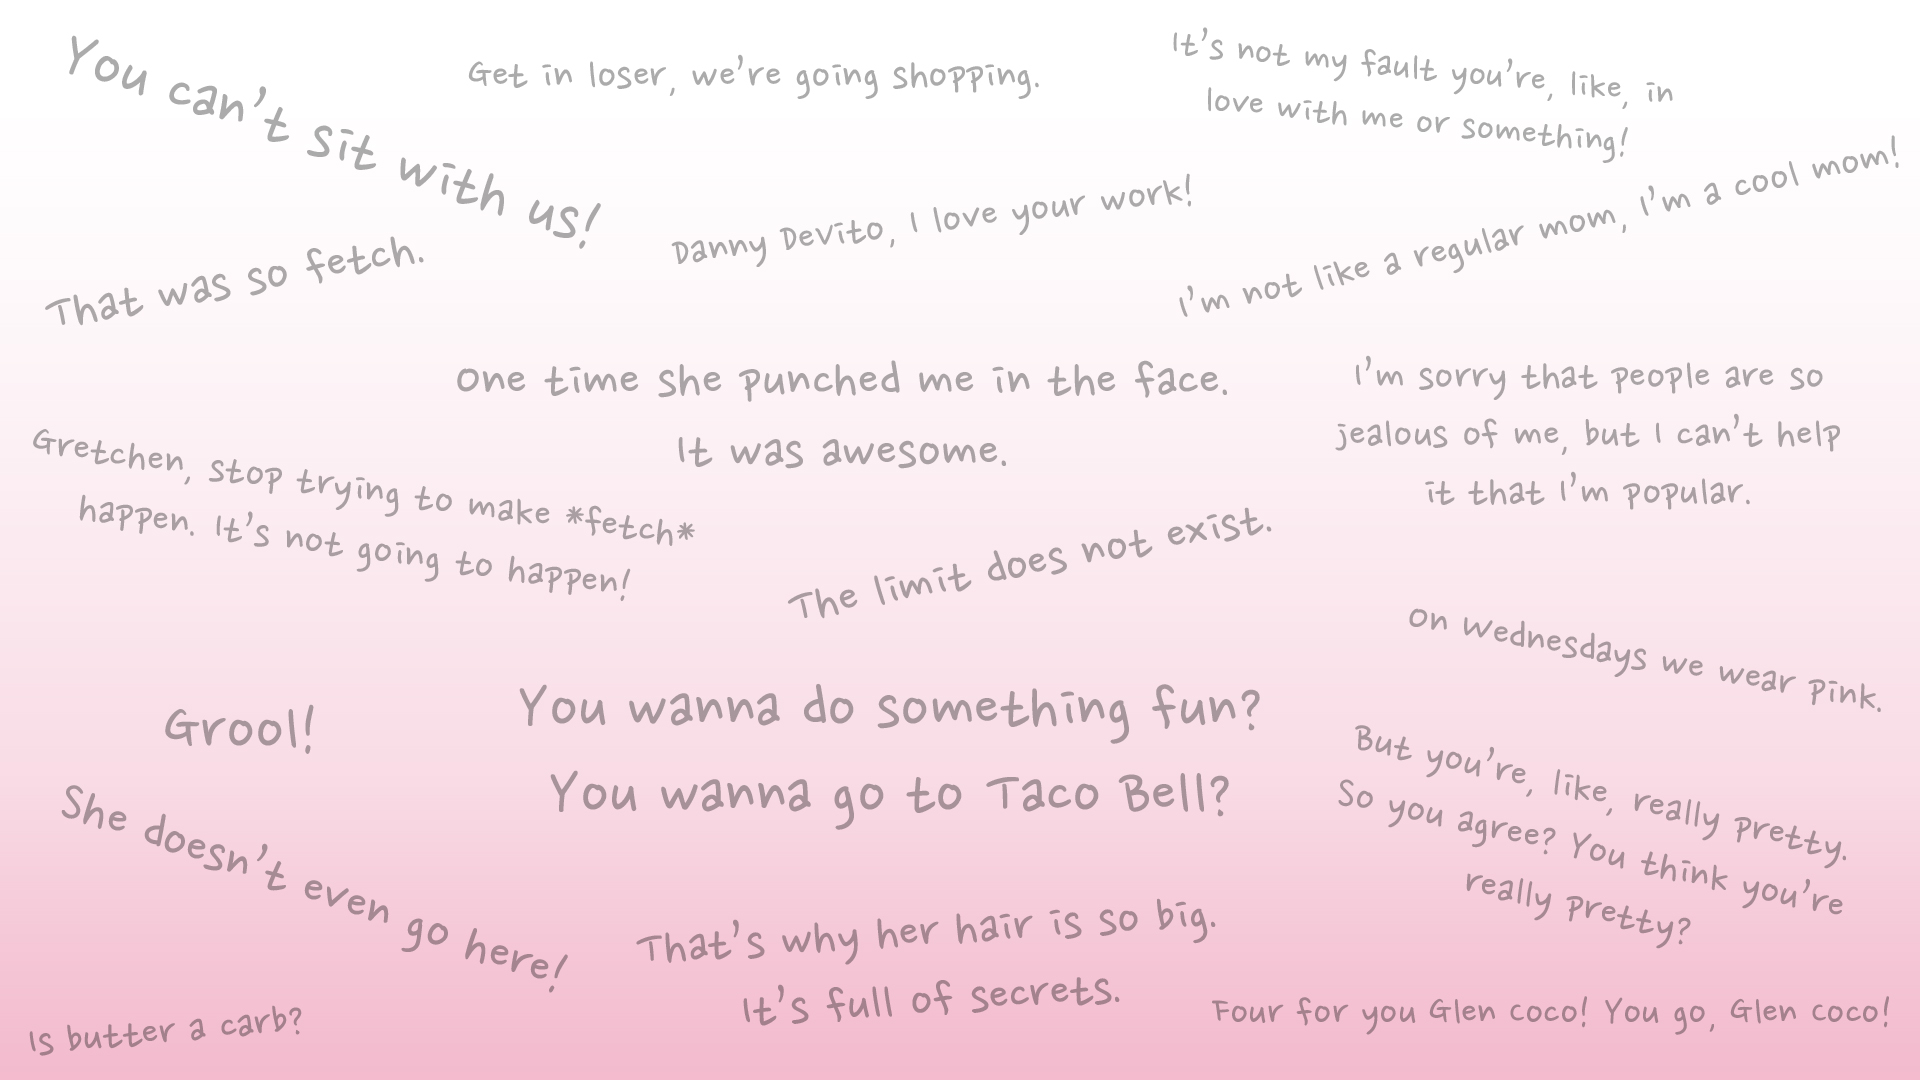 You can't sit with us!
Get in loser, we're going shopping.
It's not my fault you're, like, in
love with me or something!
That was so fetch.
Danny DeVito, I love your work!
I'm not like a regular mom, I'm a cool mom!
One time she punched me in the face.
It was awesome.
I'm sorry that people are so
jealous of me, but I can't help
it that I'm popular.
Gretchen, stop trying to make *fetch*
happen. It's not going to happen!
The limit does not exist.
On Wednesdays we wear pink.
Grool!
You wanna do something fun?
You wanna go to Taco Bell?
But you're, like, really pretty.
So you agree? You think you're
really pretty?
She doesn't even go here!
That's why her hair is so big.
It's full of secrets.
Is butter a carb?
Four for you Glen Coco! You go, Glen Coco!